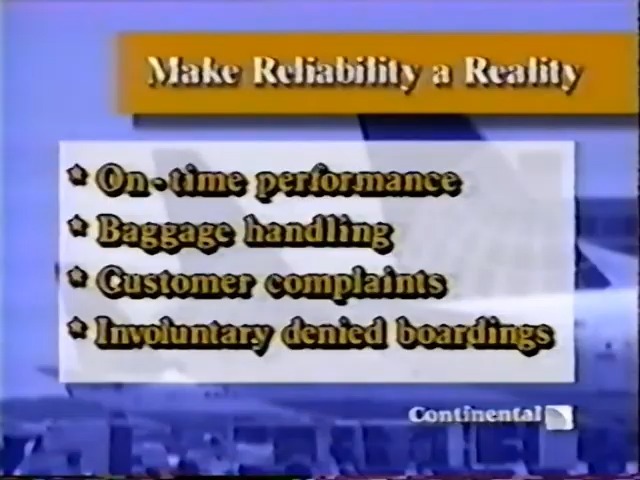 Make Reliability a Reality
* On-time performance
* Baggage handling
* Customer complaints
* Involuntary denied boardings
Continental